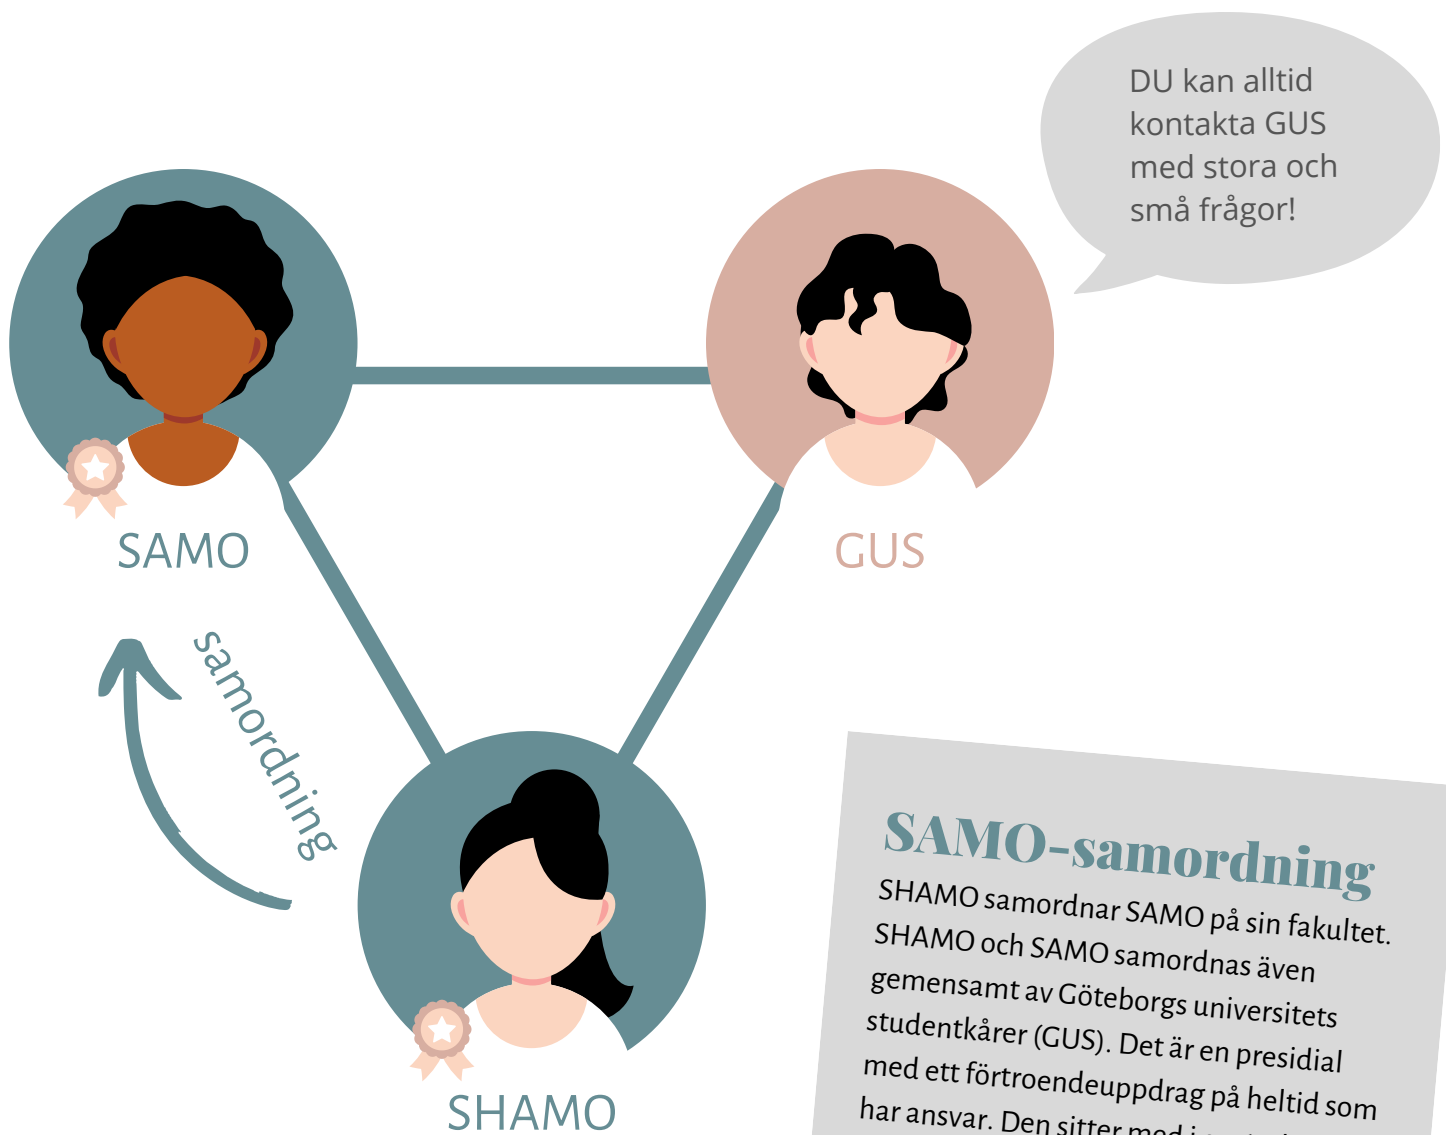 DU kan alltid
kontakta GUS
med stora och
små frågor!
SAMO
GUS
samordning
SHAMO
SAMO-samordning
SHAMO samordnar SAMO på sin fakultet.
SHAMO och SAMO samordnas även
gemensamt av Göteborgs universitets
studentkårer (GUS). Det är en presidial
med ett förtroendeuppdrag på heltid som
har ansvar. Den sitter med i